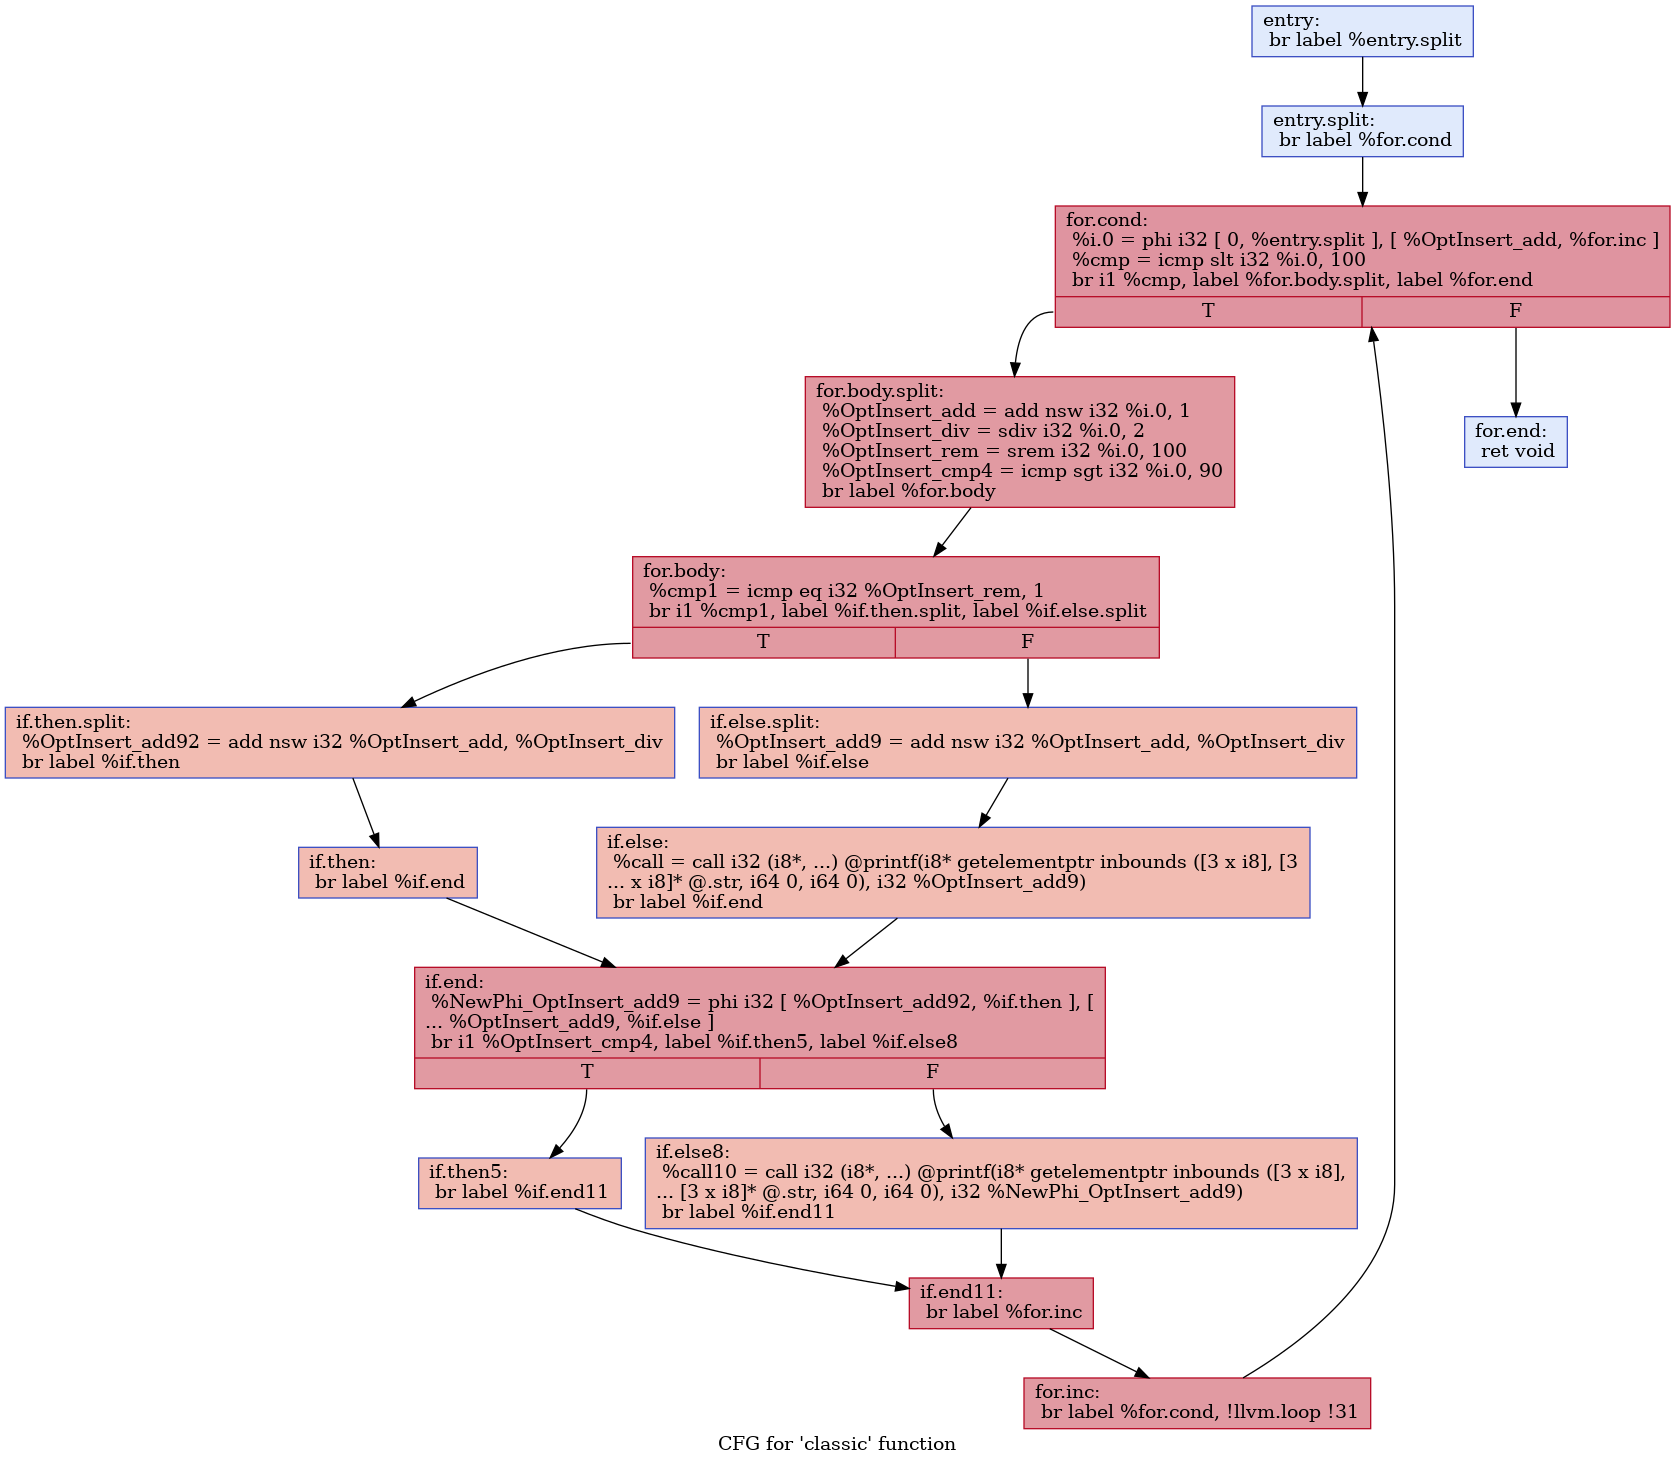 entry:
br label %entry.split
entry.split:
br label %for.cond
for.cond:
%i.0 = phi i32 [ 0, %entry.split ], [ %OptInsert_add, %for.inc ]
%cmp = icmp slt i32 %i.0, 100
br i1 %cmp, label %for.body.split, label %for.end
T
F
for.body.split:
%OptInsert_add = add nsw i32 %i.0, 1
%OptInsert_div = sdiv i32 %i.0, 2
%OptInsert_rem = srem i32 %i.0, 100
%OptInsert_cmp4 = icmp sgt i32 %i.0, 90
br label %for.body
for.end:
ret void
for.body:
%cmp1 = icmp eq i32 %OptInsert_rem, 1
br i1 %cmp1, label %if.then.split, label %if.else.split
T
F
if.then.split:
%OptInsert_add92 = add nsw i32 %OptInsert_add, %OptInsert_div
br label %if.then
if.else.split:
%OptInsert_add9 = add nsw i32 %OptInsert_add, %OptInsert_div
br label %if.else
if.then:
br label %if.end
if.else:
%call = call i32 (i8*, ...) @printf(i8* getelementptr inbounds ([3 x i8], [3
... x i8]* @.str, i64 0, i64 0), i32 %OptInsert_add9)
br label %if.end
if.end:
%NewPhi_OptInsert_add9 = phi i32 [ %OptInsert_add92, %if.then ], [
... %OptInsert_add9, %if.else ]
br i1 %OptInsert_cmp4, label %if.then5, label %if.else8
T
F
if.then5:
br label %if.end11
if.else8:
%call10 = call i32 (i8*, ...) @printf(i8* getelementptr inbounds ([3 x i8],
... [3 x i8]* @.str, i64 0, i64 0), i32 %NewPhi_OptInsert_add9)
br label %if.end11
if.end11:
br label %for.inc
for.inc:
br label %for.cond, !llvm.loop !31
CFG for 'classic' function